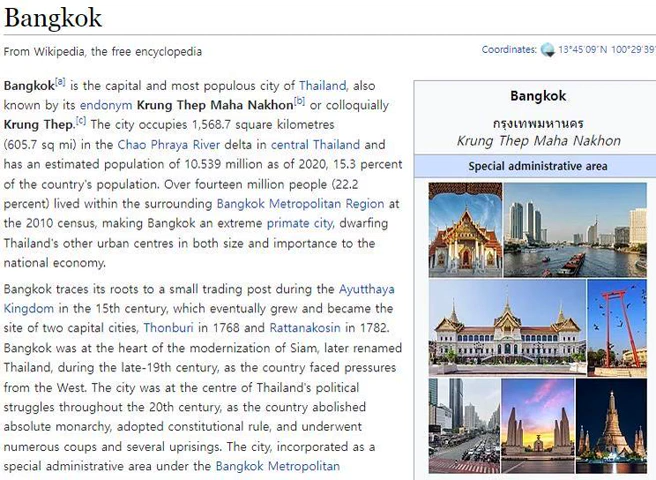 Bangkok
From Wikipedia, the free encyclopedia
Coordinates: 13°45′09″N 100°29′39″
Bangkok[a] is the capital and most populous city of Thailand, also
known by its endonym Krung Thep Maha Nakhon[b] or colloquially
Krung Thep.[c] The city occupies 1,568.7 square kilometres
(605.7 sq mi) in the Chao Phraya River delta in central Thailand and
has an estimated population of 10.539 million as of 2020, 15.3 percent
of the country's population. Over fourteen million people (22.2
percent) lived within the surrounding Bangkok Metropolitan Region at
the 2010 census, making Bangkok an extreme primate city, dwarfing
Thailand's other urban centres in both size and importance to the
national economy.
Bangkok traces its roots to a small trading post during the Ayutthaya
Kingdom in the 15th century, which eventually grew and became the
site of two capital cities, Thonburi in 1768 and Rattanakosin in 1782.
Bangkok was at the heart of the modernization of Siam, later renamed
Thailand, during the late-19th century, as the country faced pressures
from the West. The city was at the centre of Thailand's political
struggles throughout the 20th century, as the country abolished
absolute monarchy, adopted constitutional rule, and underwent
numerous coups and several uprisings. The city, incorporated as a
special administrative area under the Bangkok Metropolitan
Bangkok
กรุงเทพมหานคร
Krung Thep Maha Nakhon
Special administrative area